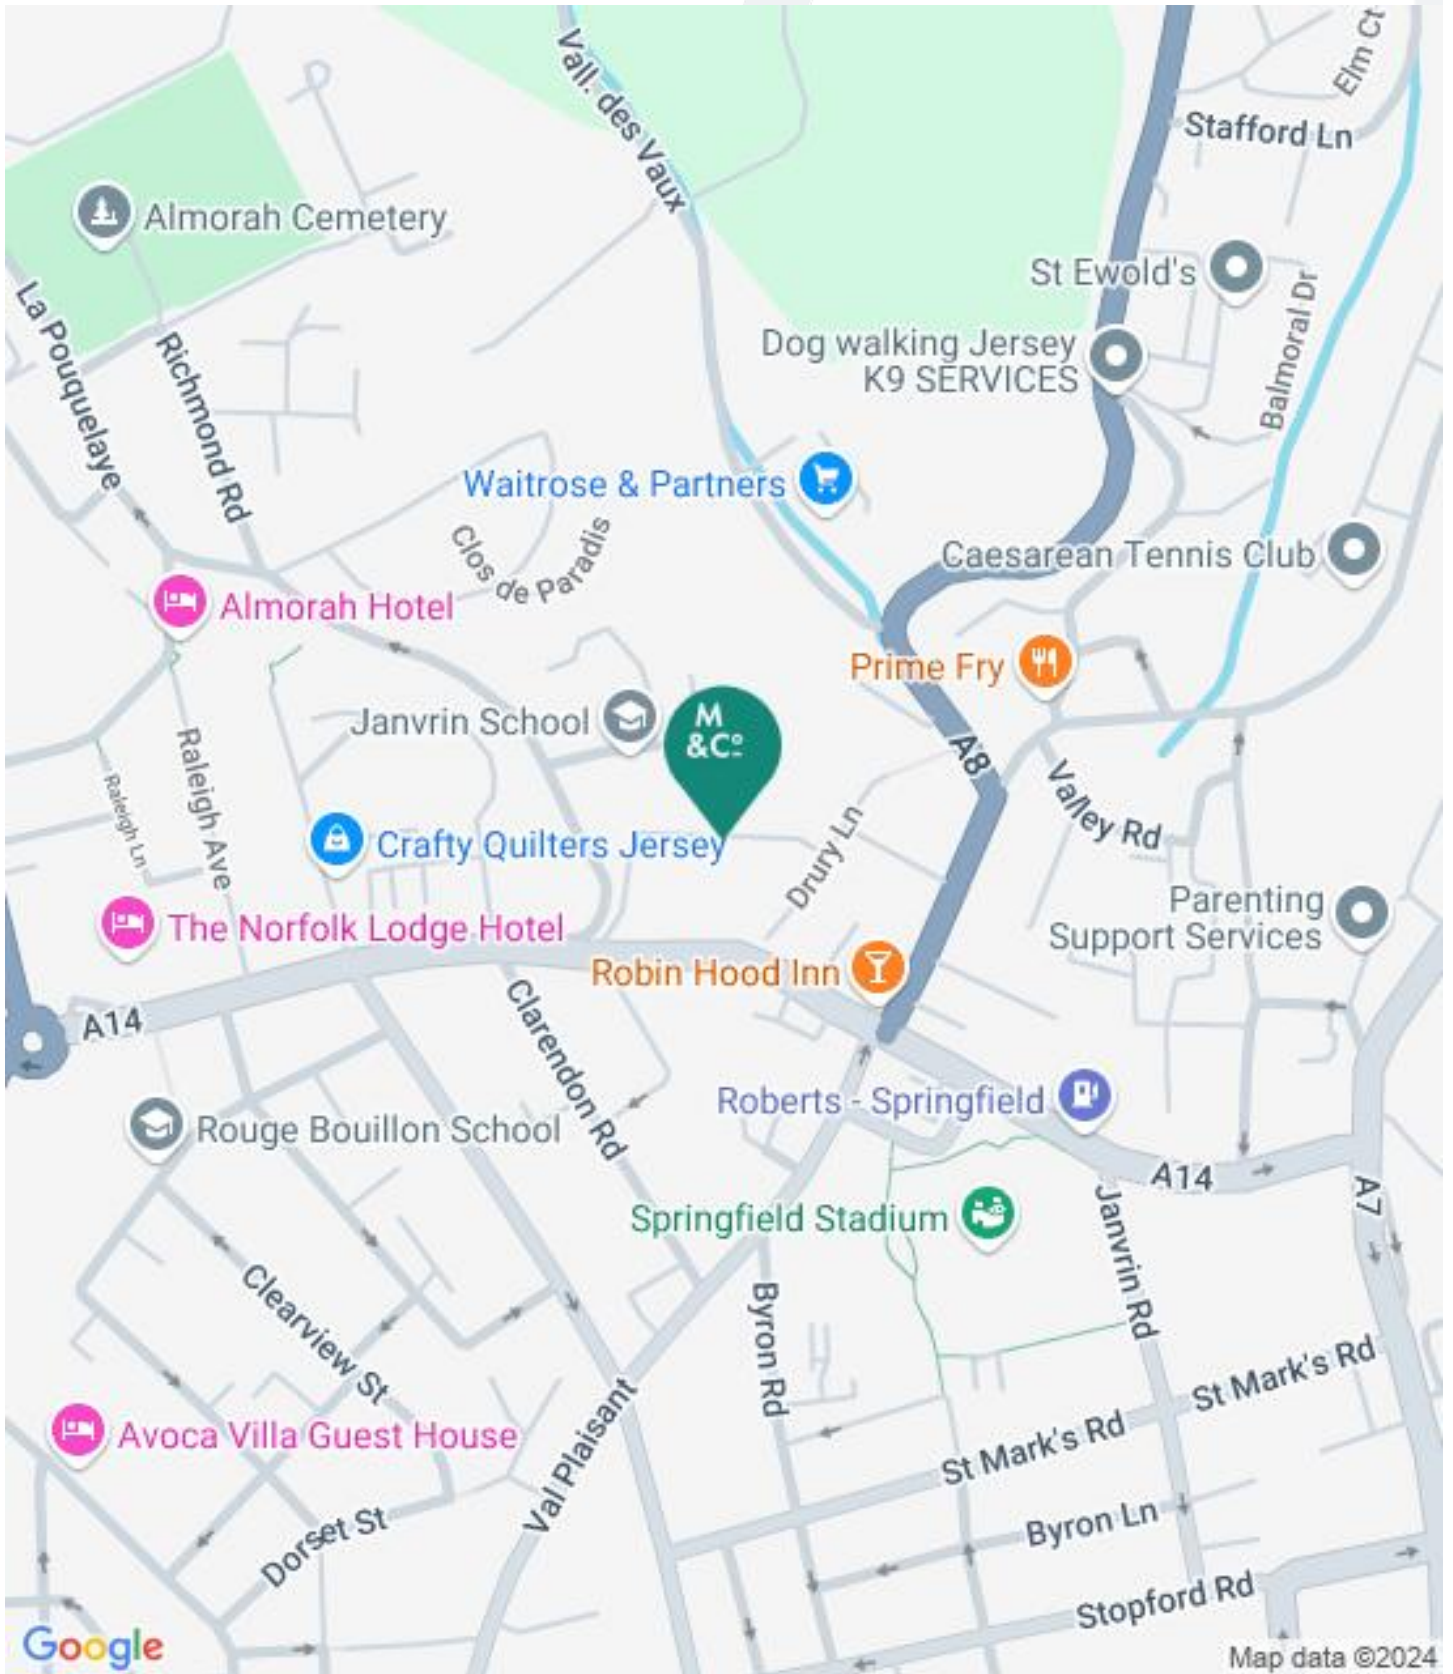 Vall. des Vaux
Elm Ct
Stafford Ln
Almorah Cemetery
St Ewold's
La Pouquelaye
Richmond Rd
Dog walking Jersey
K9 SERVICES
Balmoral Dr
Waitrose & Partners
Clos de Paradis
Caesarean Tennis Club
Almorah Hotel
Prime Fry
Janvrin School
M
&Co
A8
Raleigh Ave
Raleigh Ln
Valley Rd
Crafty Quilters Jersey
Drury Ln
Parenting
Support Services
The Norfolk Lodge Hotel
Robin Hood Inn
A14
Clarendon Rd
Roberts - Springfield
Rouge Bouillon School
A14
A7
Springfield Stadium
Janvrin Rd
Clearview St
Byron Rd
St Mark's Rd
Avoca Villa Guest House
Val Plaisant
St Mark's Rd
Byron Ln
Dorset St
Stopford Rd
Google
Map data ©2024